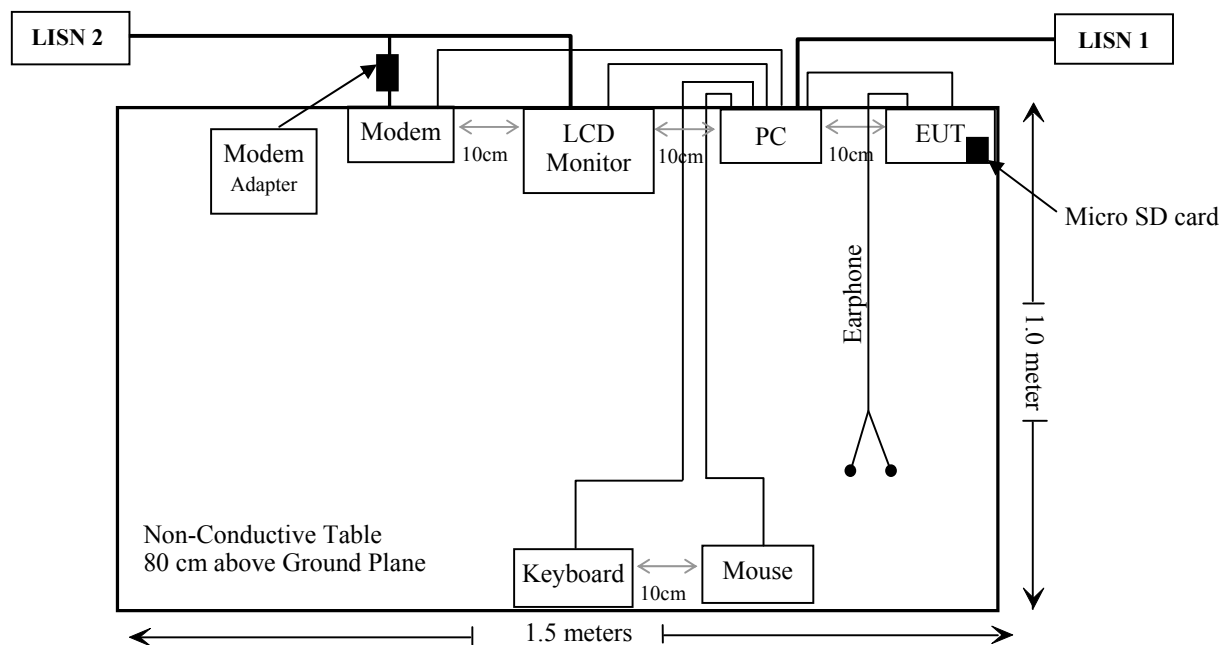 LISN 2
LISN 1
Modem
LCD
Monitor
PC
EUT
10cm
10cm
10cm
Modem
Adapter
Micro SD card
Earphone
1.0 meter
Non-Conductive Table
80 cm above Ground Plane
Keyboard
Mouse
10cm
1.5 meters